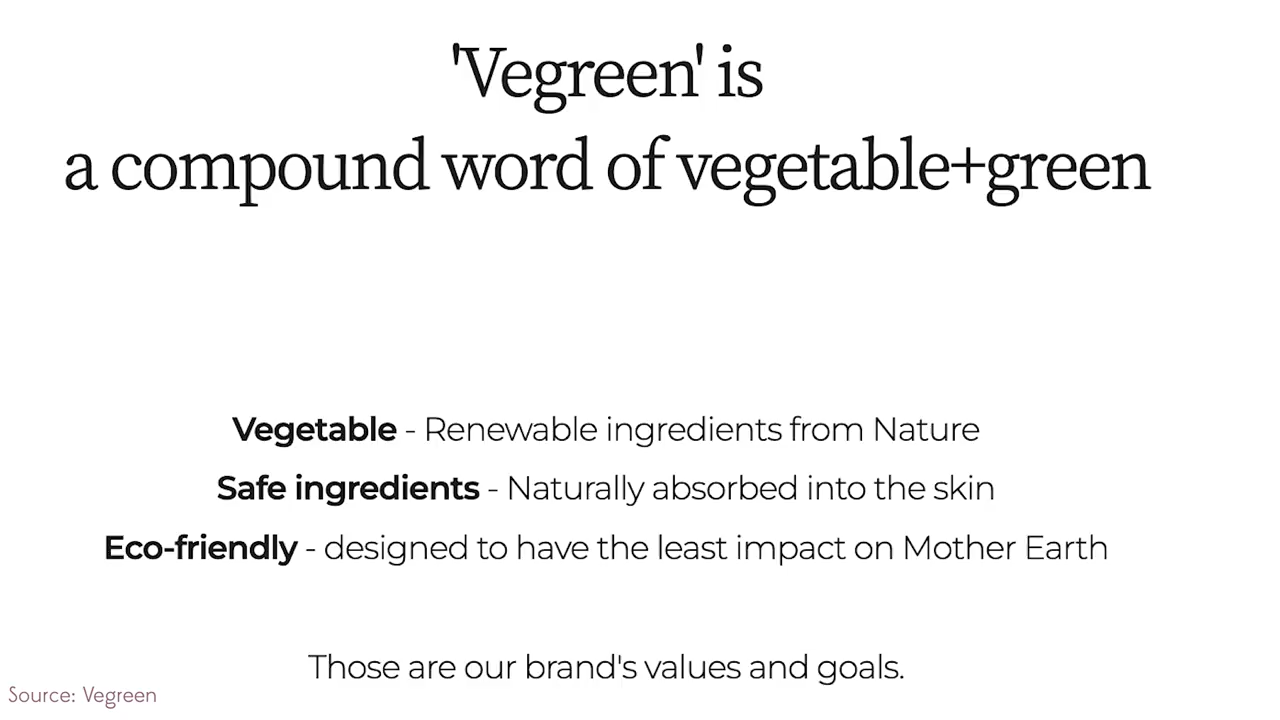 'Vegreen' is
a compound word of vegetable+green
Vegetable - Renewable ingredients from Nature
Safe ingredients - Naturally absorbed into the skin
Eco-friendly - designed to have the least impact on Mother Earth
Those are our brand's values and goals.
Source: Vegreen